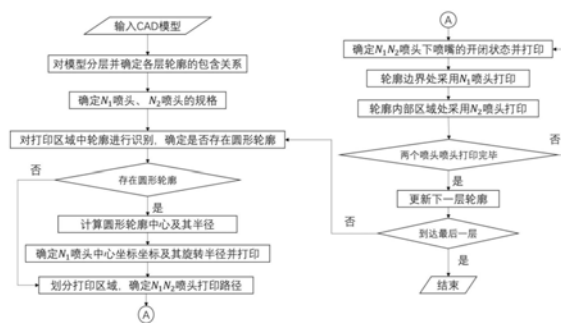 输入CAD模型
对模型分层并确定各层轮廓的包含关系
确定N₁喷头、N₂喷头的规格
对打印区域中轮廓进行识别，确定是否存在圆形轮廓
否
存在圆形轮廓
是
计算圆形轮廓中心及其半径
确定N₁喷头中心坐标坐标及其旋转半径并打印
划分打印区域，确定N₁N₂喷头打印路径
A
A
确定N₁N₂喷头下喷嘴的开闭状态并打印
轮廓边界处采用N₁喷头打印
轮廓内部区域处采用N₂喷头打印
否
两个喷头喷头打印完毕
是
更新下一层轮廓
否
到达最后一层
是
结束